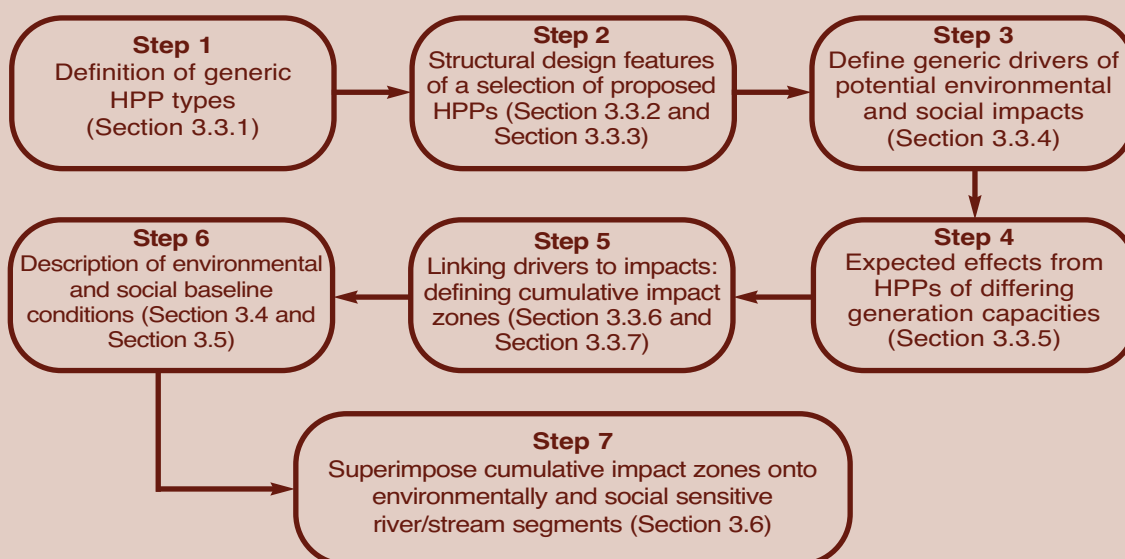 Step 1
Definition of generic
HPP types
(Section 3.3.1)
Step 2
Structural design features
of a selection of proposed
HPPs (Section 3.3.2 and
Section 3.3.3)
Step 3
Define generic drivers of
potential environmental
and social impacts
(Section 3.3.4)
Step 4
Expected effects from
HPPs of differing
generation capacities
(Section 3.3.5)
Step 5
Linking drivers to impacts:
defining cumulative impact
zones (Section 3.3.6 and
Section 3.3.7)
Step 6
Description of environmental
and social baseline
conditions (Section 3.4 and
Section 3.5)
Step 7
Superimpose cumulative impact zones onto
environmentally and social sensitive
river/stream segments (Section 3.6)